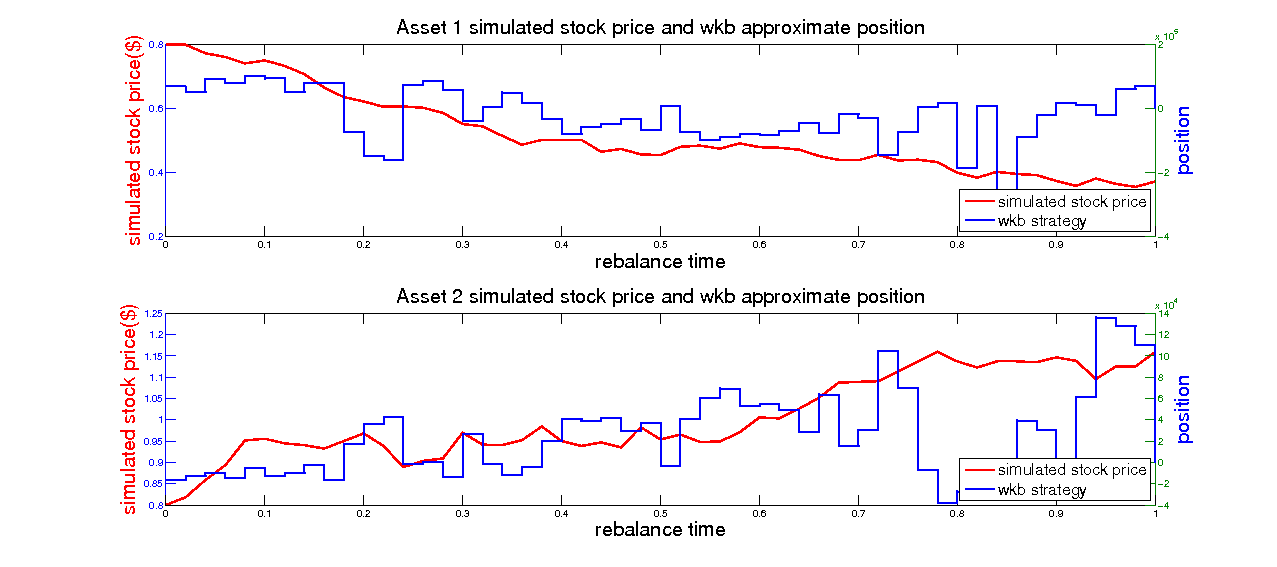 Asset 1 simulated stock price and wkb approximate position
x 10^5
simulated stock price($)
0.8
0.6
0.4
0.2
2
0
-2
-4
position
simulated stock price
wkb strategy
0 0.1 0.2 0.3 0.4 0.5 0.6 0.7 0.8 0.9 1
rebalance time
Asset 2 simulated stock price and wkb approximate position
x 10^4
simulated stock price($)
1.25
1.2
1.15
1.1
1.05
1
0.95
0.9
0.85
0.8
14
12
10
8
6
4
2
0
-2
-4
position
simulated stock price
wkb strategy
0 0.1 0.2 0.3 0.4 0.5 0.6 0.7 0.8 0.9 1
rebalance time